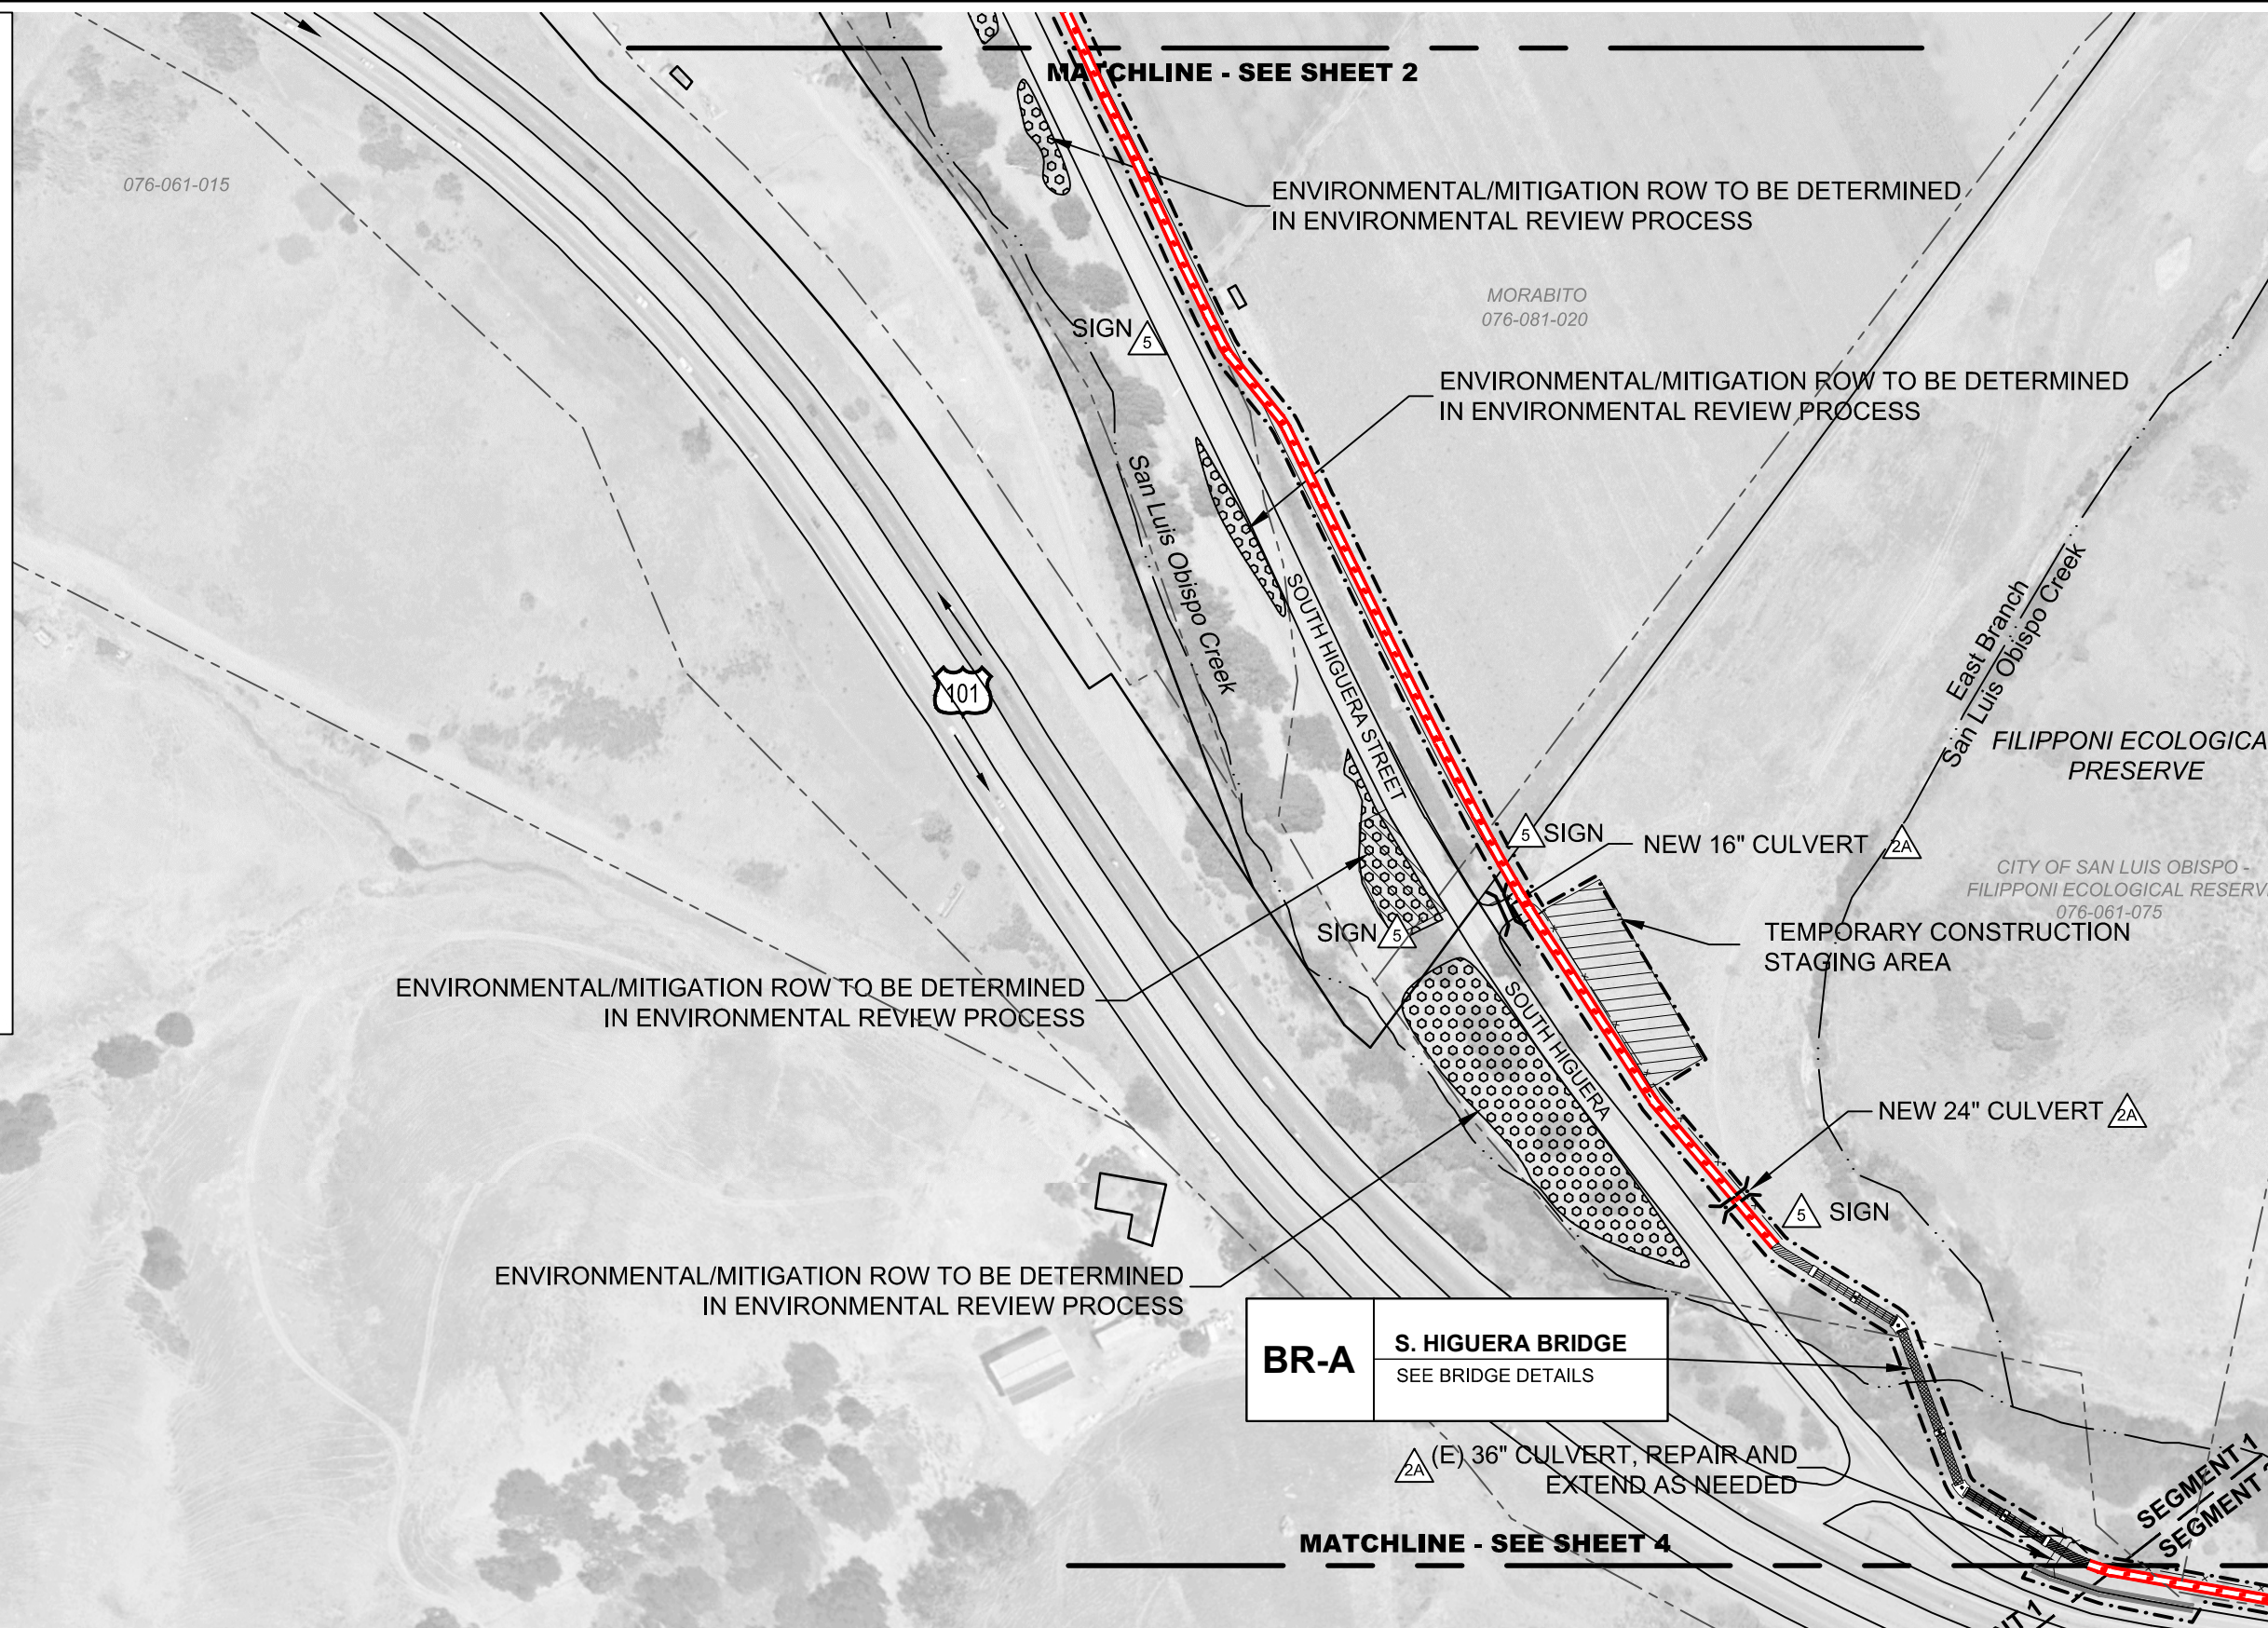 MATCHLINE - SEE SHEET 2
076-061-015
ENVIRONMENTAL/MITIGATION ROW TO BE DETERMINED
IN ENVIRONMENTAL REVIEW PROCESS
MORABITO
076-081-020
SIGN 5
ENVIRONMENTAL/MITIGATION ROW TO BE DETERMINED
IN ENVIRONMENTAL REVIEW PROCESS
San Luis Obispo Creek
SOUTH HIGUERA STREET
101
East Branch
San Luis Obispo Creek
FILIPPONI ECOLOGICA
PRESERVE
5 SIGN
NEW 16" CULVERT 2A
CITY OF SAN LUIS OBISPO -
FILIPPONI ECOLOGICAL RESERV
076-061-075
SIGN 5
TEMPORARY CONSTRUCTION
STAGING AREA
ENVIRONMENTAL/MITIGATION ROW TO BE DETERMINED
IN ENVIRONMENTAL REVIEW PROCESS
SOUTH HIGUERA
NEW 24" CULVERT 2A
5 SIGN
ENVIRONMENTAL/MITIGATION ROW TO BE DETERMINED
IN ENVIRONMENTAL REVIEW PROCESS
BR-A
S. HIGUERA BRIDGE
SEE BRIDGE DETAILS
2A (E) 36" CULVERT, REPAIR AND
EXTEND AS NEEDED
SEGMENT 1
SEGMENT
MATCHLINE - SEE SHEET 4
NT 1